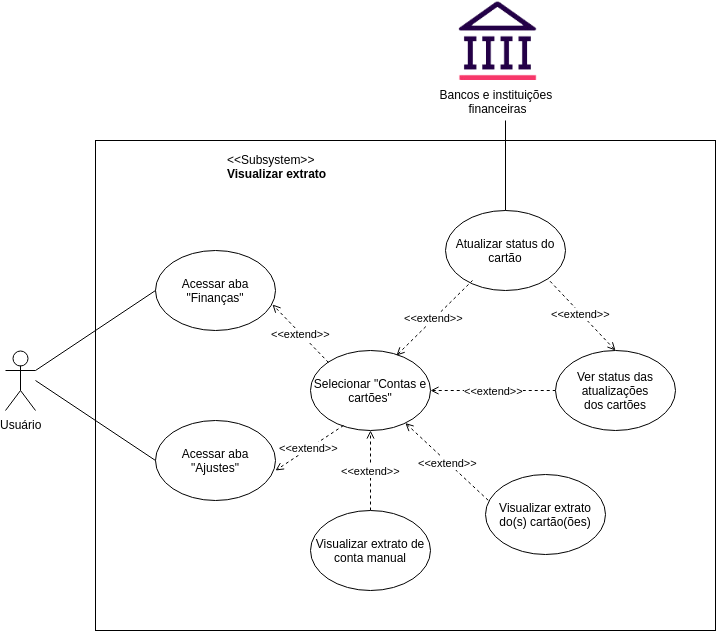 Bancos e instituições
financeiras
<<Subsystem>>
Visualizar extrato
Atualizar status do
cartão
Acessar aba
"Finanças"
<<extend>>
<<extend>>
<<extend>>
Selecionar "Contas e
cartões"
<<extend>>
Ver status das
atualizações
dos cartões
Usuário
Acessar aba
"Ajustes"
<<extend>>
<<extend>>
<<extend>>
Visualizar extrato
do(s) cartão(ões)
Visualizar extrato de
conta manual